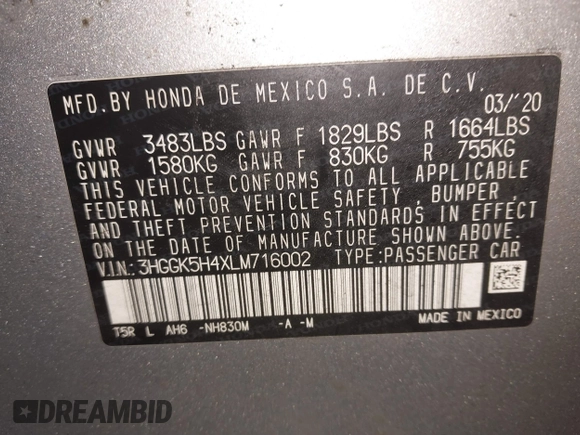 MFD. BY HONDA DE MEXICO S.A. DE C.V.
03/'20
GVWR 3483LBS GAWR F 1829LBS R 1664LBS
GVWR 1580KG GAWR F 830KG R 755KG
THIS VEHICLE CONFORMS TO ALL APPLICABLE
FEDERAL MOTOR VEHICLE SAFETY, BUMPER,
AND THEFT PREVENTION STANDARDS IN EFFECT
ON THE DATE OF MANUFACTURE SHOWN ABOVE.
V.I.N: 3HGGK5H4XLM716002 TYPE:PASSENGER CAR
T5R L AH6 -NH830M -A -M
MADE IN MEXICO
DREAMBID